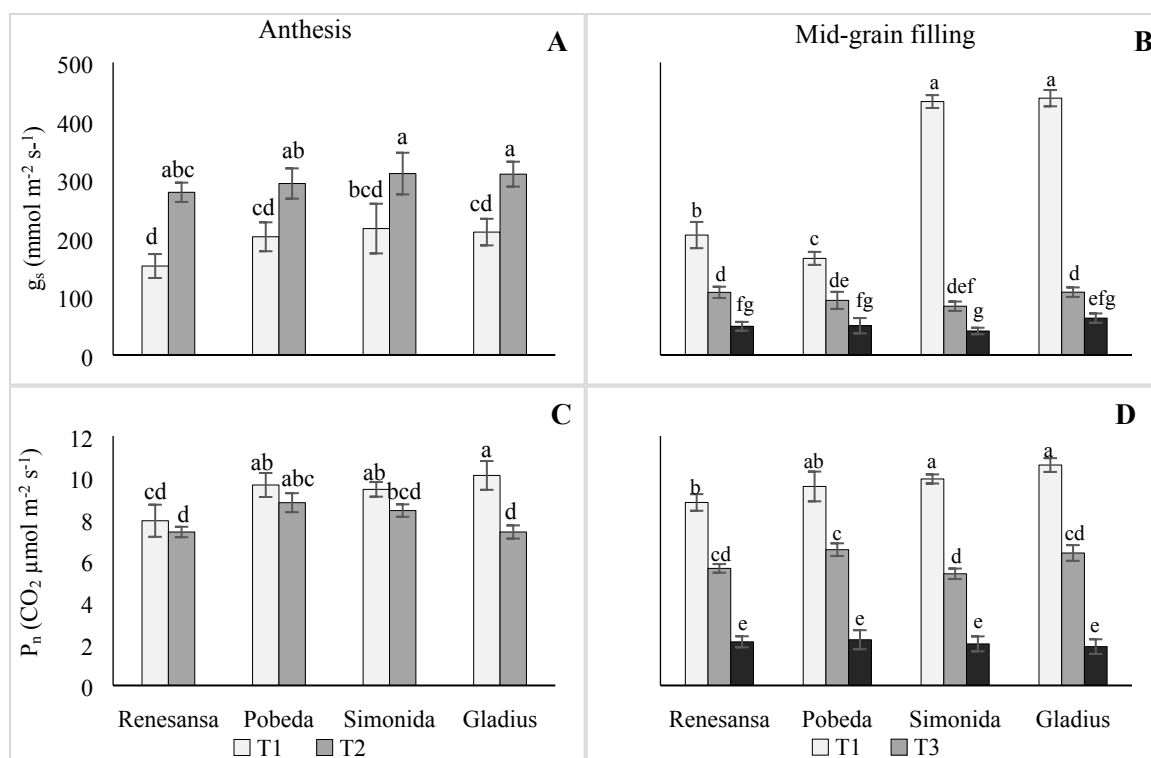 Anthesis
A
Mid-grain filling
B
gₛ (mmol m⁻² s-¹)
500
400
300
200
100
0
abc
ab
a
a
d
cd
bcd
cd
a
a
b
c
d
de
def
d
fg
fg
g
efg
C
D
Pₙ (CO₂ µmol m⁻² s⁻¹)
12
10
8
6
4
2
0
cd
d
ab
abc
ab
bcd
a
d
b
cd
e
ab
c
e
a
d
e
a
cd
e
Renesansa Pobeda Simonida Gladius
Renesansa Pobeda Simonida Gladius
T1 T2
T1 T3